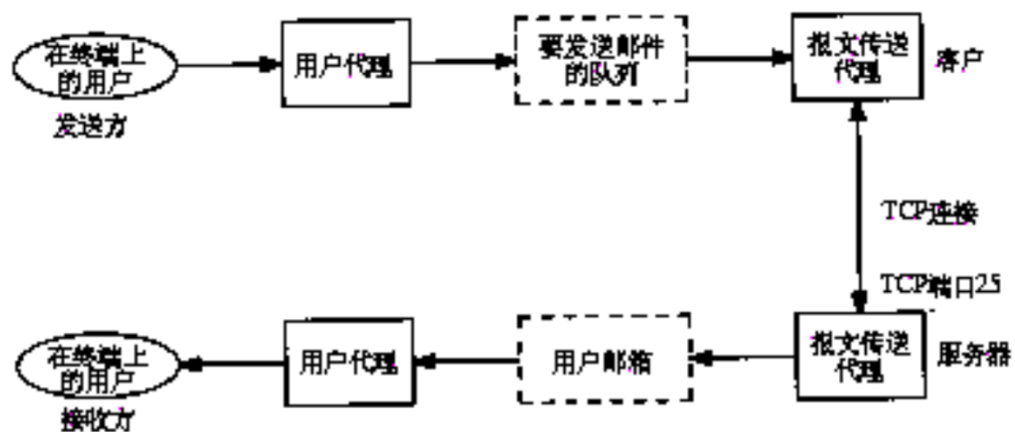 在终端上
的用户
发送方
用户代理
要发送邮件
的队列
报文传送
代理
客户
TCP连接
TCP端口25
在终端上
的用户
接收方
用户代理
用户邮箱
报文传送
代理
服务器